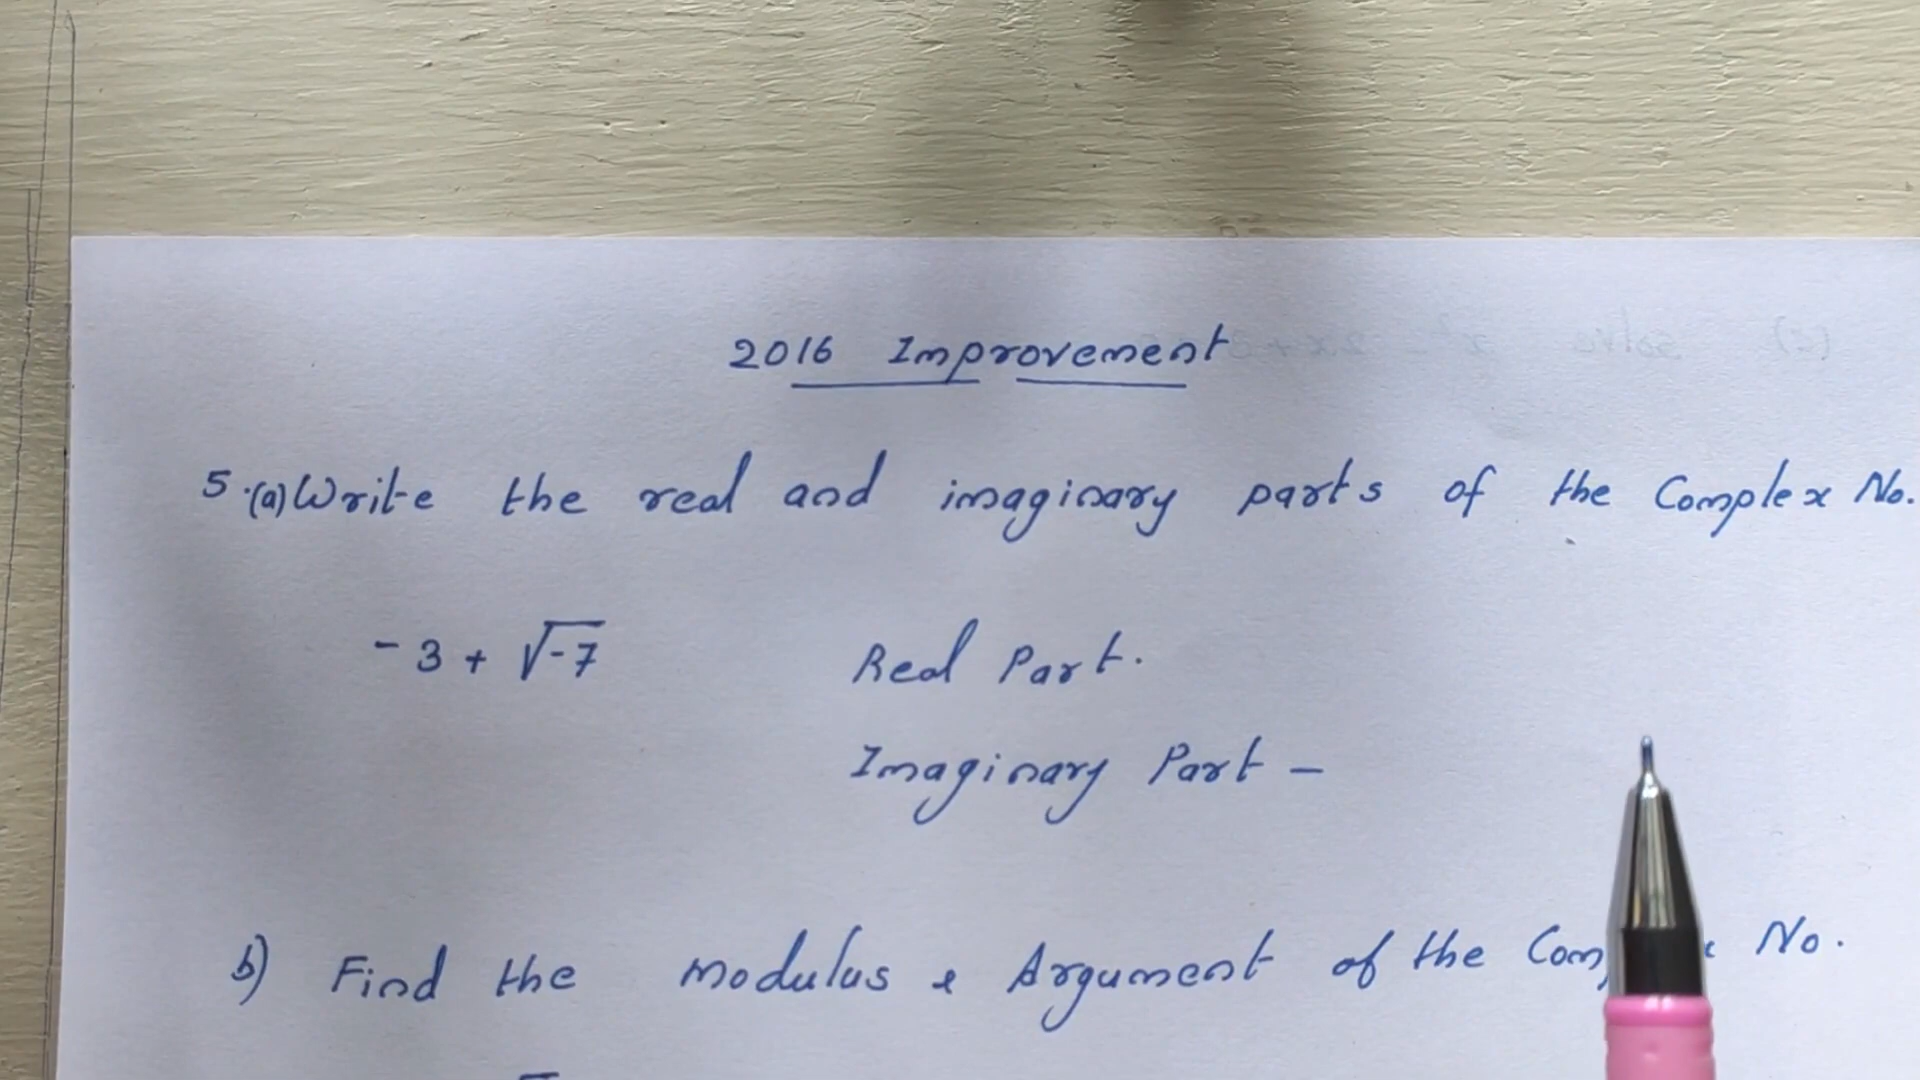 2016 Improvement
5.(a) Write the real and imaginary parts of the Complex No.
-3 + √-7 Real Part.
Imaginary Part -
b) Find the Modulus & Argument of the No.